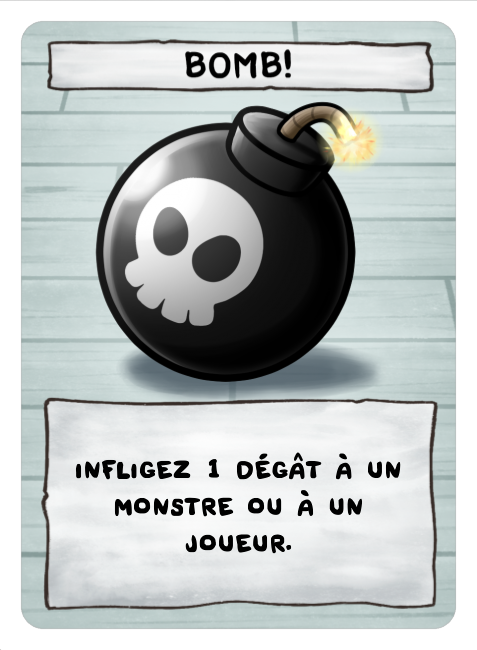 BOMB!
INFLIGEZ 1 DÉGÂT À UN
MONSTRE OU À UN
JOUEUR.